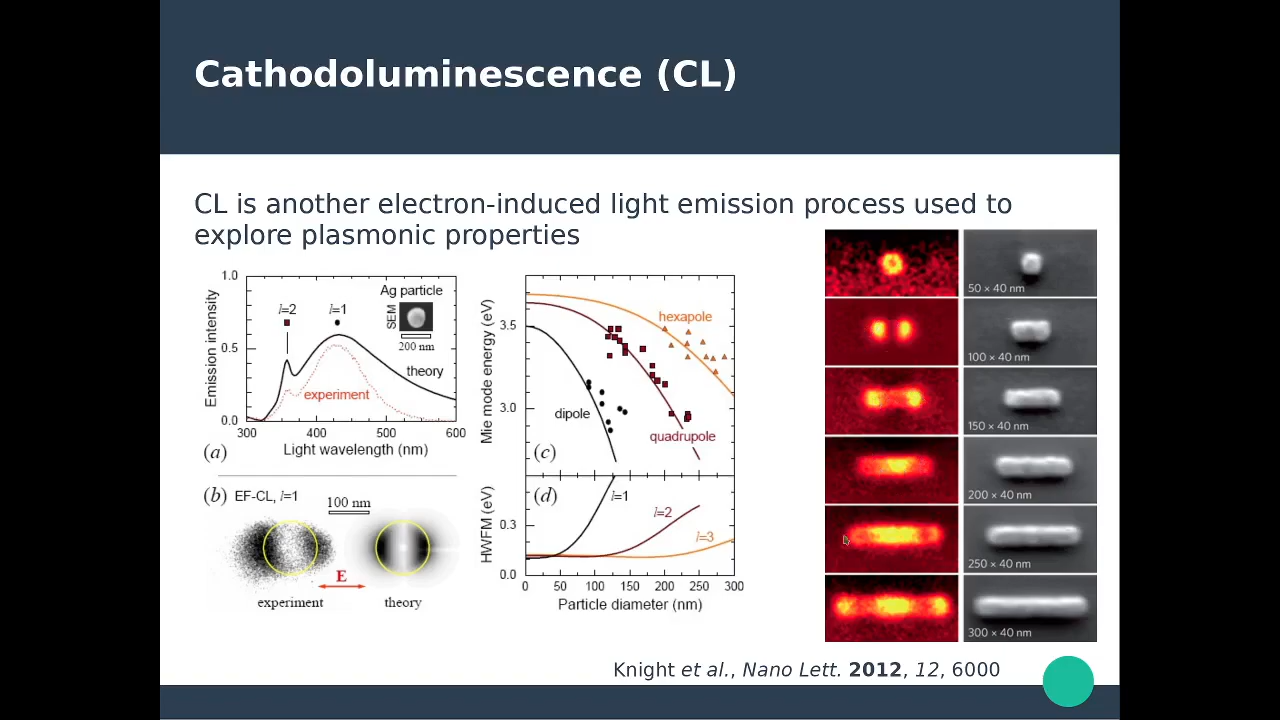 Cathodoluminescence (CL)
CL is another electron-induced light emission process used to
explore plasmonic properties
1.0
0.5
0.0
Emission intensity
l=2
l=1
Ag particle
SEM
200 nm
theory
experiment
300
400
500
600
Light wavelength (nm)
(a)
(b)
EF-CL, l=1
100 nm
E
experiment
theory
3.5
3.0
Mie mode energy (eV)
hexapole
dipole
quadrupole
(c)
(d)
l=1
l=2
l=3
0.3
0.0
HWFM (eV)
0
50
100
150
200
250
300
Particle diameter (nm)
50 × 40 nm
100 × 40 nm
150 × 40 nm
200 × 40 nm
250 × 40 nm
300 × 40 nm
Knight et al., Nano Lett. 2012, 12, 6000